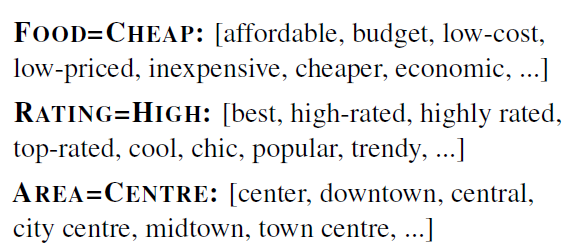 FOOD=CHEAP: [affordable, budget, low-cost,
low-priced, inexpensive, cheaper, economic, ...]
RATING=HIGH: [best, high-rated, highly rated,
top-rated, cool, chic, popular, trendy, ...]
AREA=CENTRE: [center, downtown, central,
city centre, midtown, town centre, ...]